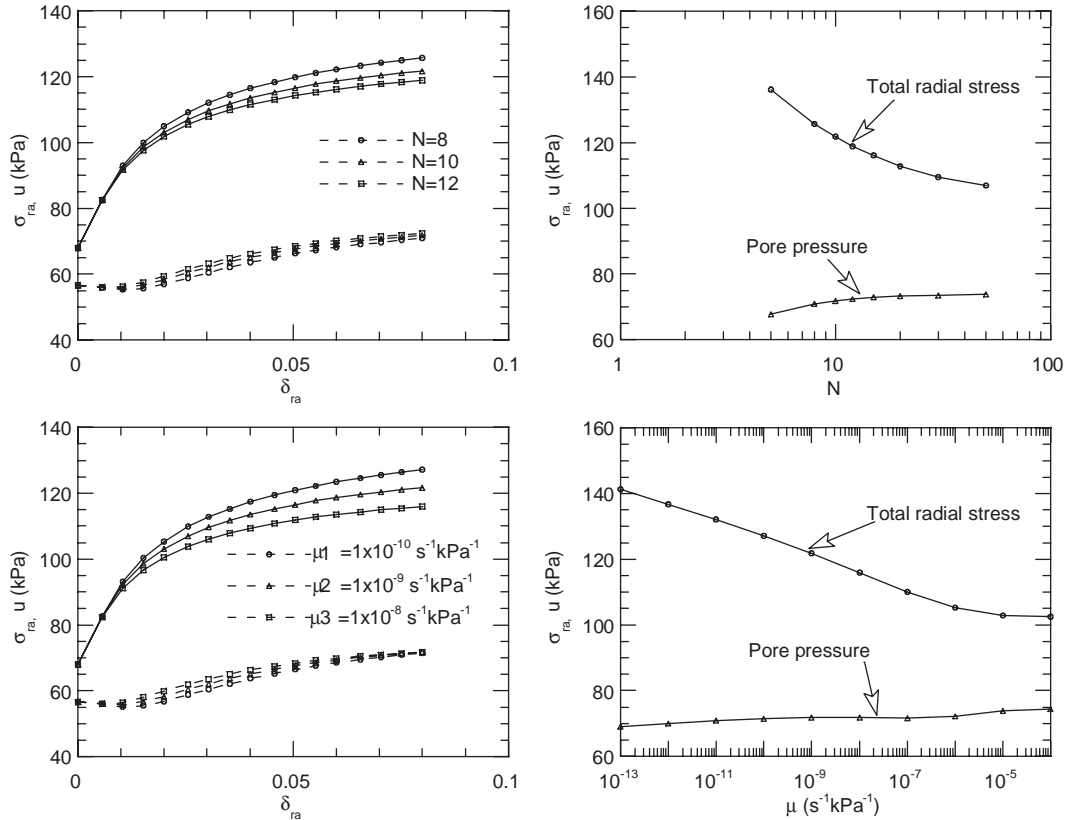 140
120
100
80
60
40
σra, u (kPa)
N=8
N=10
N=12
0
0.05
0.1
δra
160
140
120
100
80
60
σra, u (kPa)
Total radial stress
Pore pressure
1
10
100
N
140
120
100
80
60
40
σra, u (kPa)
μ1 =1x10-10 s-1kPa-1
μ2 =1x10-9 s-1kPa-1
μ3 =1x10-8 s-1kPa-1
0
0.05
0.1
δra
160
140
120
100
80
60
σra, u (kPa)
Total radial stress
Pore pressure
10-13
10-11
10-9
10-7
10-5
μ (s-1kPa-1)